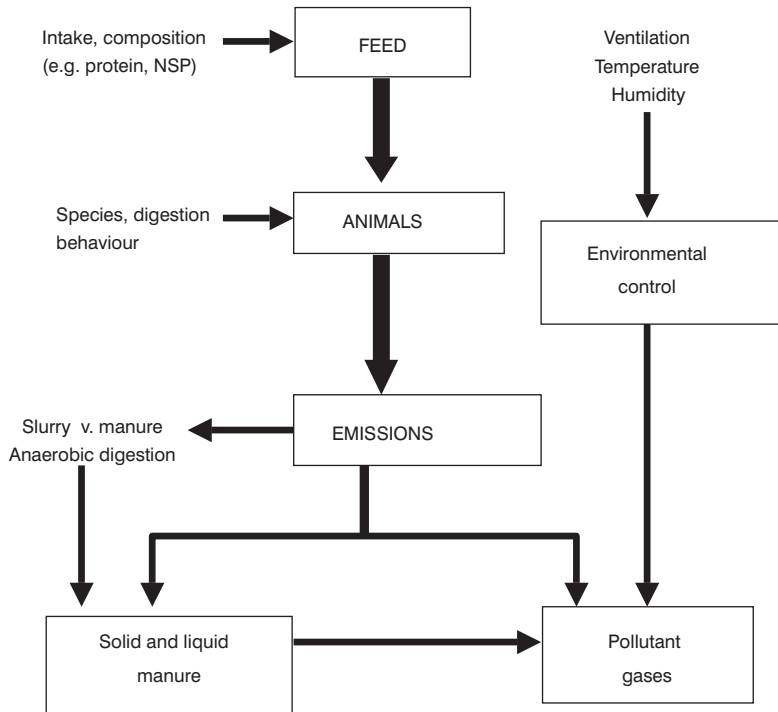 Intake, composition
(e.g. protein, NSP)
FEED
Ventilation
Temperature
Humidity
Species, digestion
behaviour
ANIMALS
Environmental
control
Slurry v. manure
Anaerobic digestion
EMISSIONS
Solid and liquid
manure
Pollutant
gases